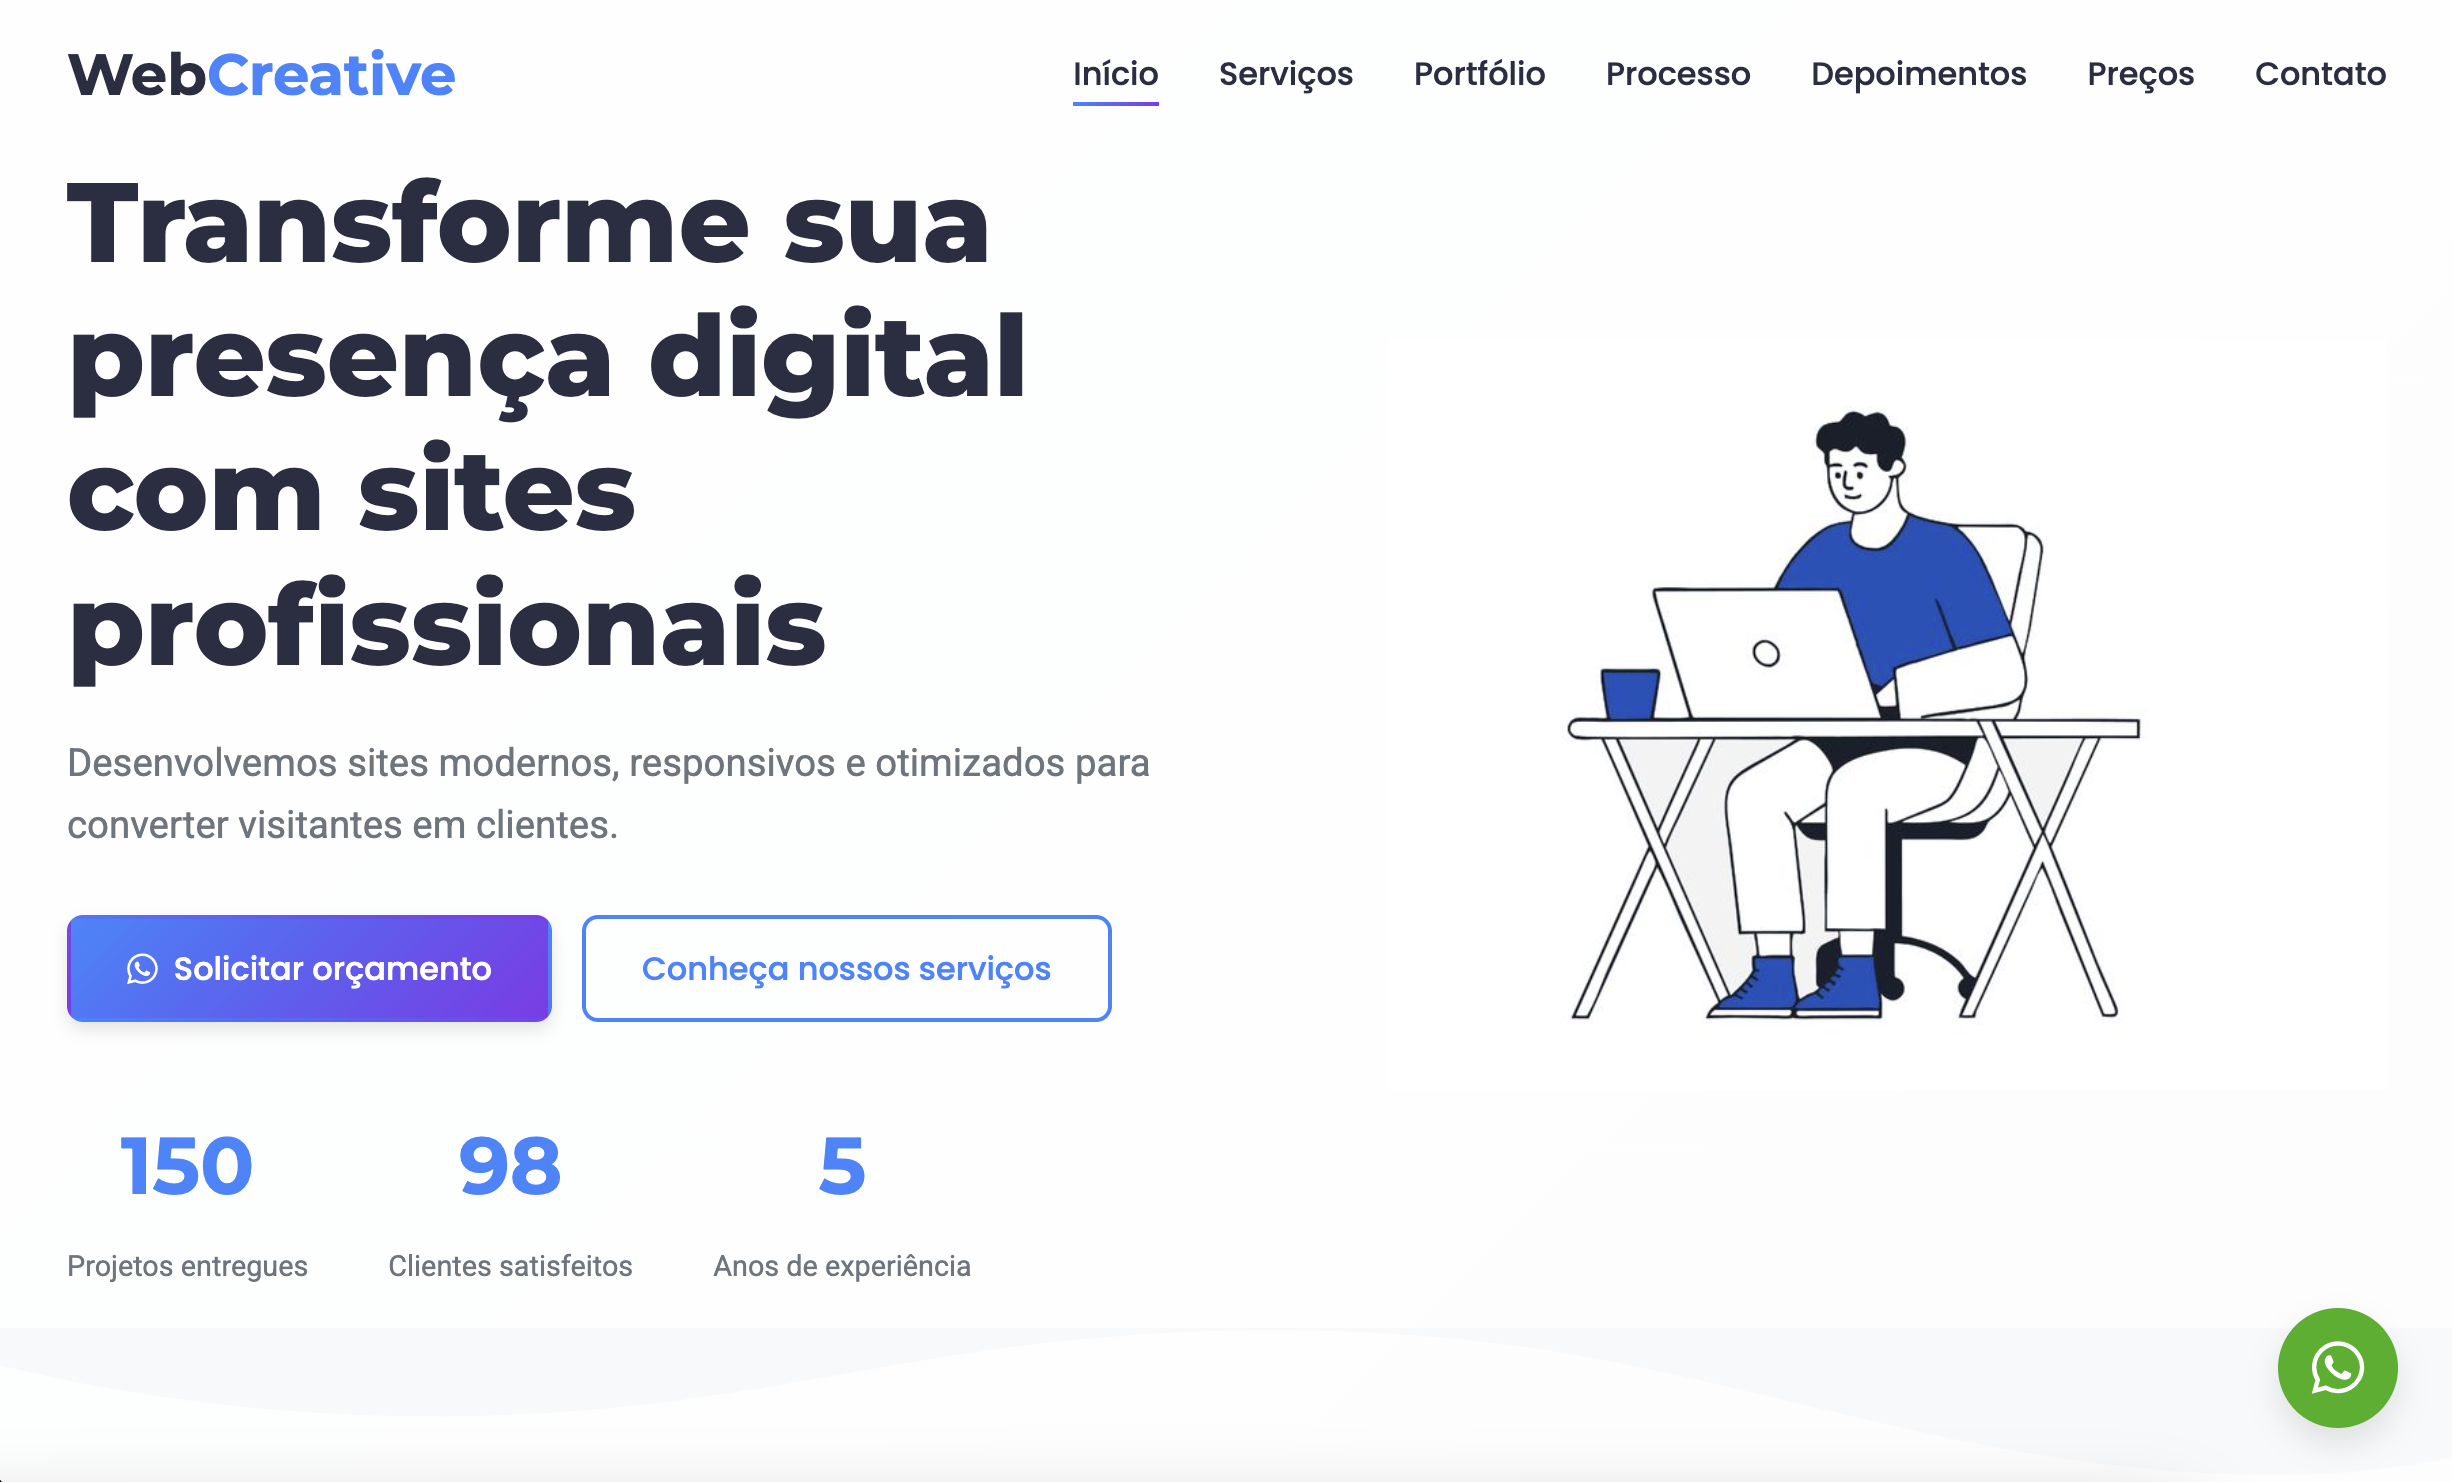 WebCreative
Início Serviços Portfólio Processo Depoimentos Preços Contato
Transforme sua
presença digital
com sites
profissionais
Desenvolvemos sites modernos, responsivos e otimizados para
converter visitantes em clientes.
Solicitar orçamento
Conheça nossos serviços
150 98 5
Projetos entregues Clientes satisfeitos Anos de experiência